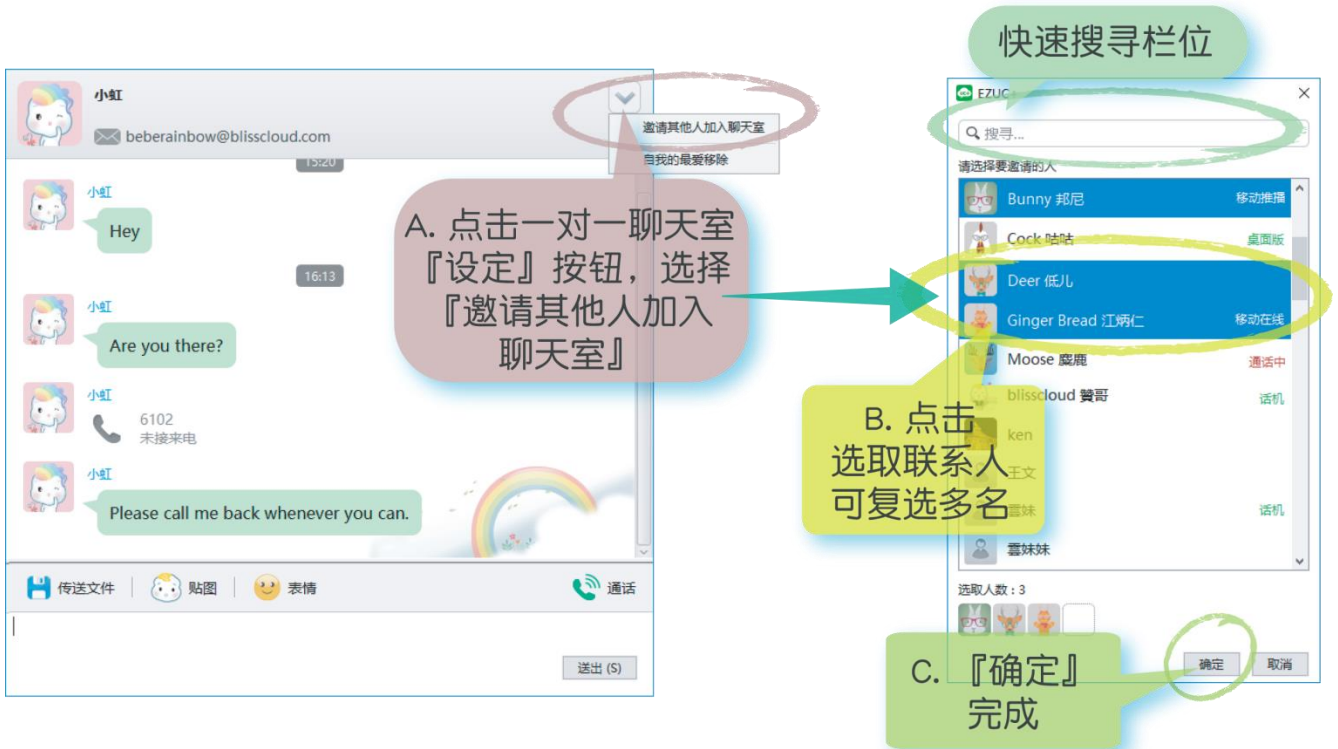 快速搜寻栏位
小虹
beberainbow@blisscloud.com
邀请其他人加入聊天室
自我的最爱移除
15:20
小虹
Hey
16:13
小虹
Are you there?
小虹
6102
未接来电
小虹
Please call me back whenever you can.
传送文件
贴图
表情
通话
送出 (S)
A. 点击一对一聊天室
『设定』按钮，选择
『邀请其他人加入
聊天室』
EZUC+
搜寻...
请选择要邀请的人
Bunny 邦尼 移动推播
Cock 咕咕 桌面版
Deer 低儿
Ginger Bread 江炳仁 移动在线
Moose 麋鹿 通话中
blisscloud 贊哥 话机
ken
王文
雲妹 话机
雲妹妹
B. 点击
选取联系人
可复选多名
选取人数 : 3
确定 取消
C. 『确定』
完成